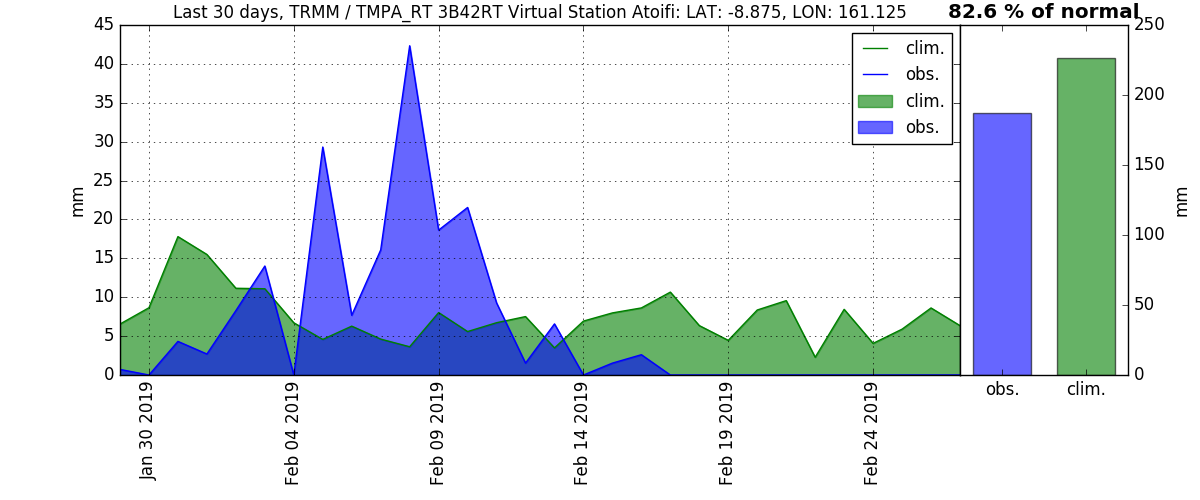 Last 30 days, TRMM / TMPA_RT 3B42RT Virtual Station Atoifi: LAT: -8.875, LON: 161.125
82.6 % of normal
45
40
35
30
25
20
15
10
5
0
mm
clim.
obs.
clim.
obs.
Jan 30 2019
Feb 04 2019
Feb 09 2019
Feb 14 2019
Feb 19 2019
Feb 24 2019
250
200
150
100
50
0
mm
obs.
clim.